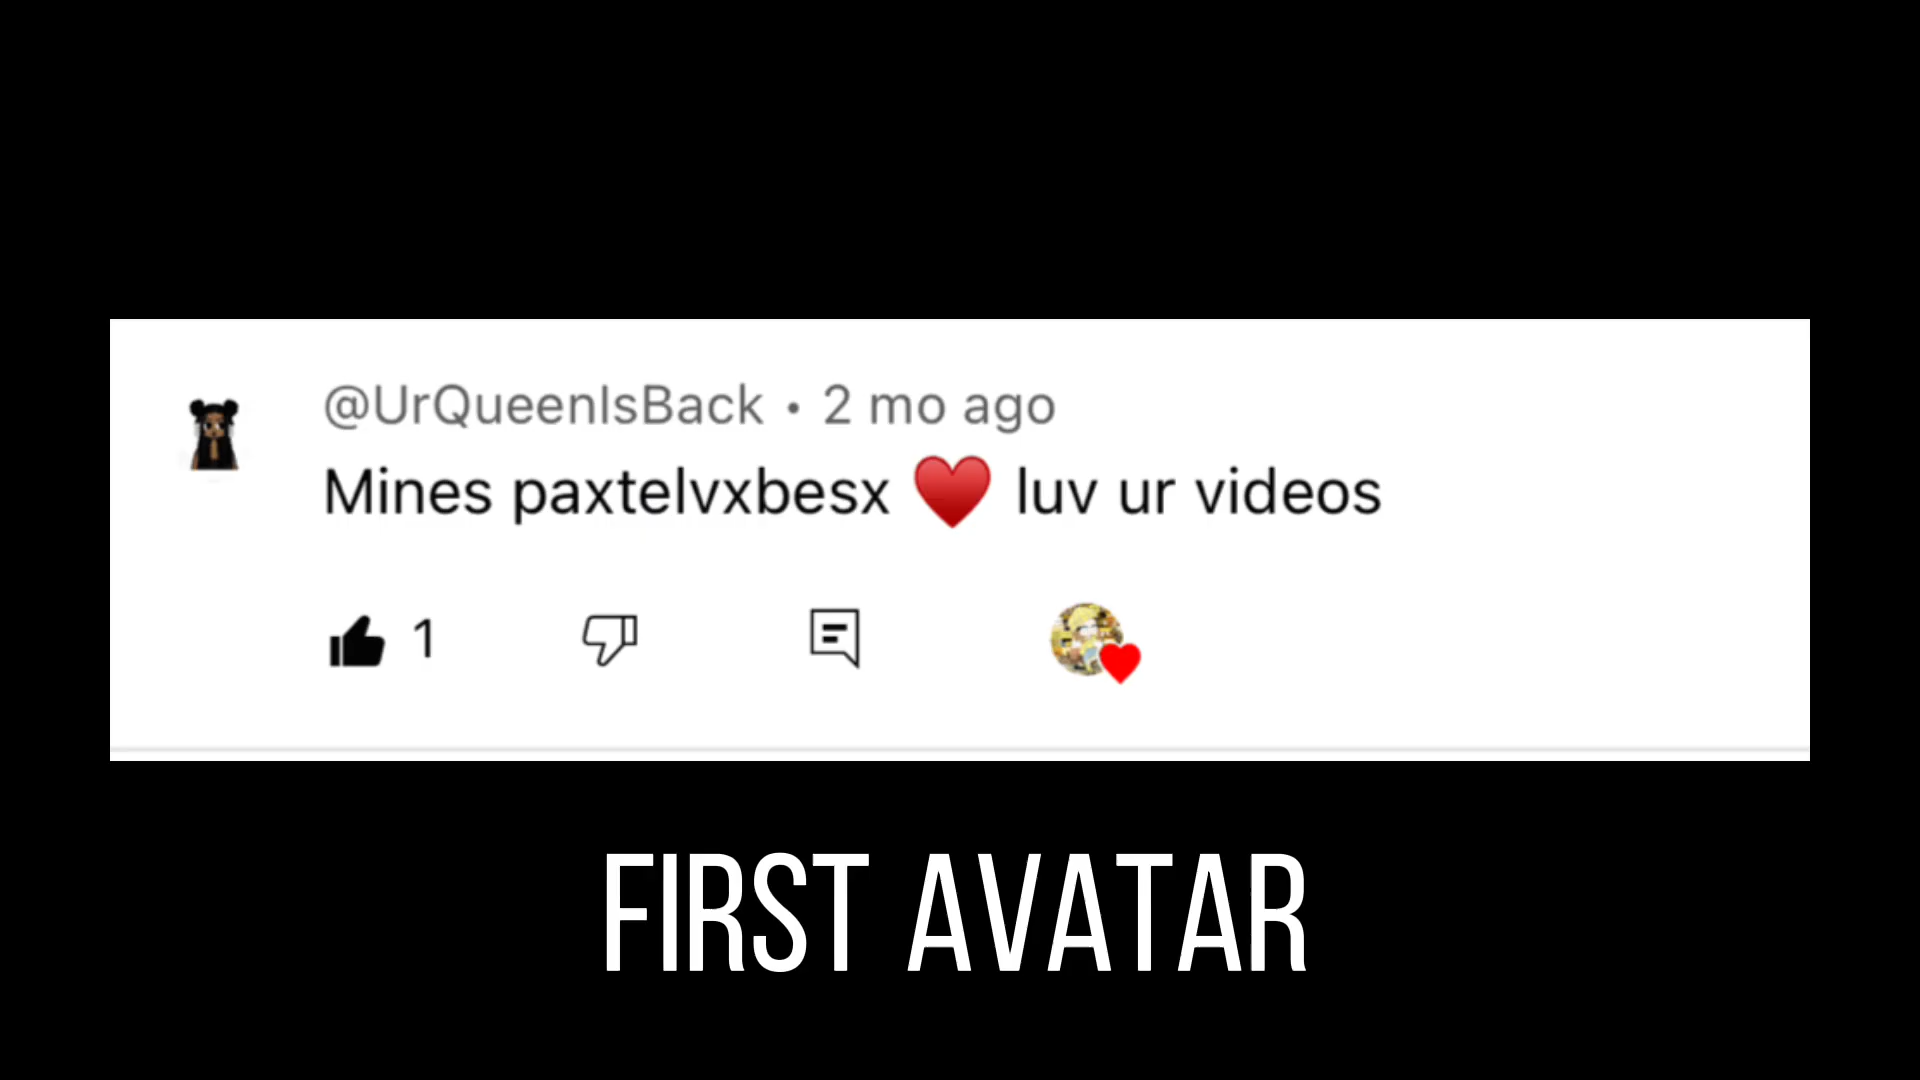 @UrQueenIsBack • 2 mo ago
Mines paxtelvxbesx ♥️ luv ur videos
1
FIRST AVATAR